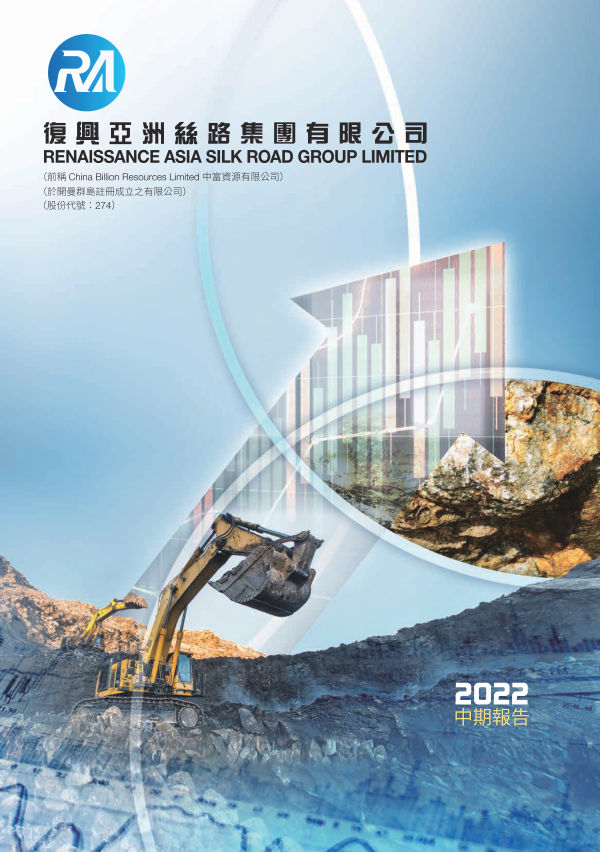 RA
復興亞洲絲路集團有限公司
RENAISSANCE ASIA SILK ROAD GROUP LIMITED
(前稱 China Billion Resources Limited 中富資源有限公司)
(於開曼群島註冊成立之有限公司)
(股份代號：274)
2022
中期報告